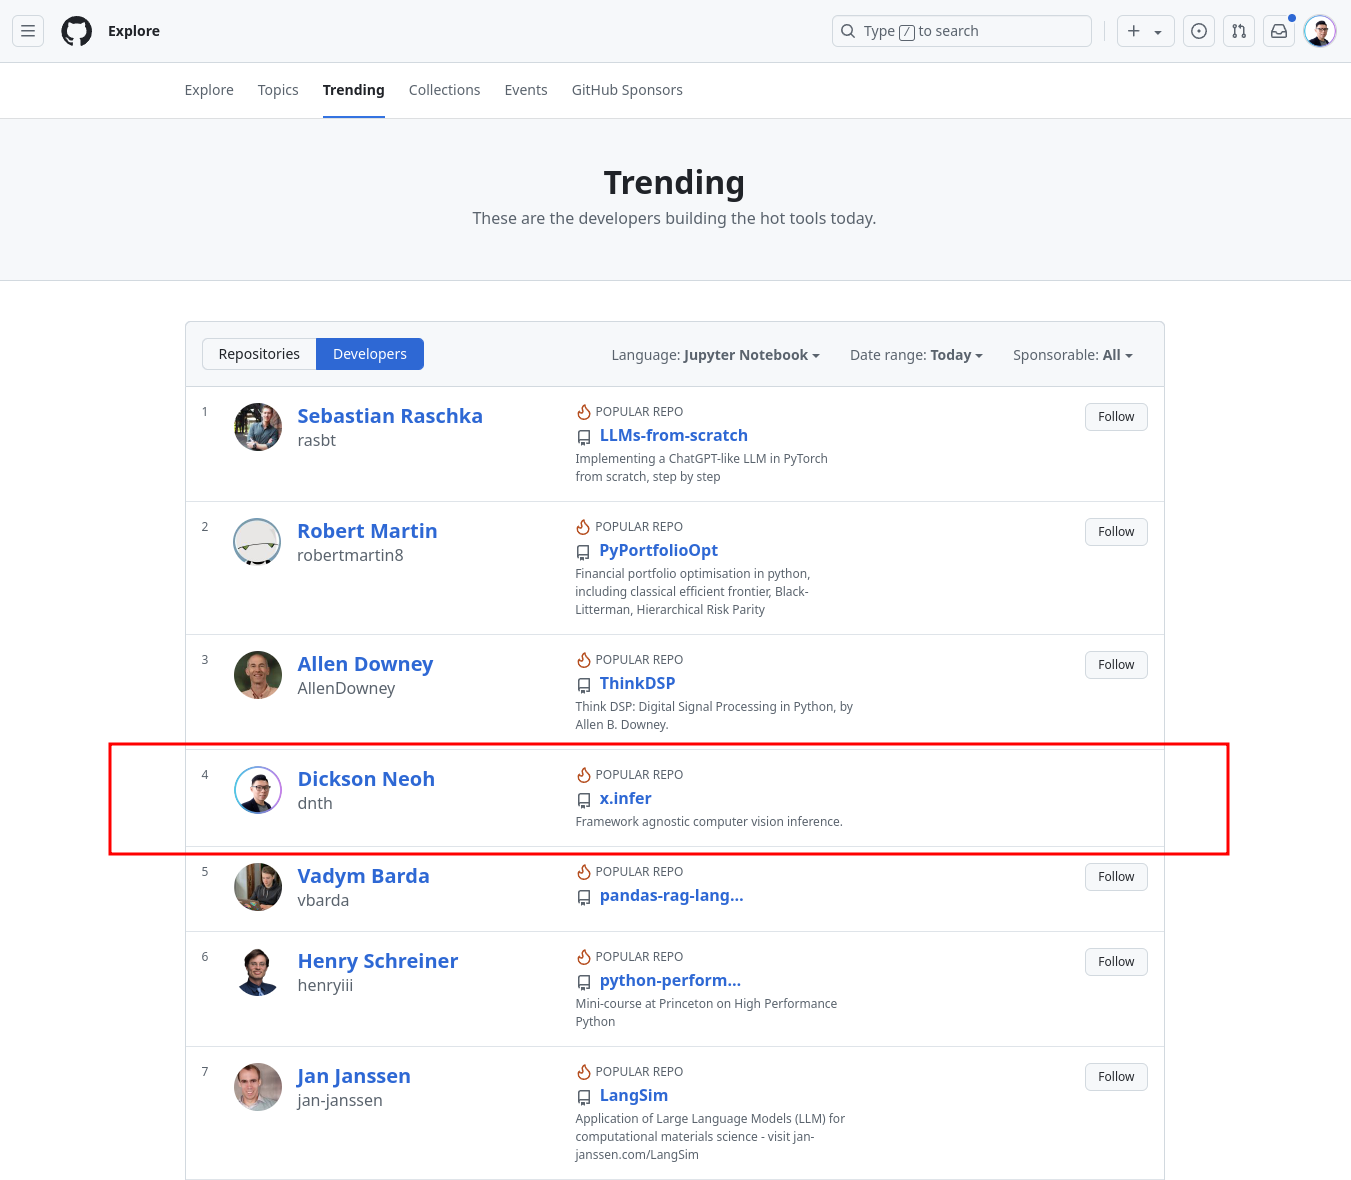 Explore
Type / to search
Explore Topics Trending Collections Events GitHub Sponsors
Trending
These are the developers building the hot tools today.
Repositories Developers Language: Jupyter Notebook Date range: Today Sponsorable: All
1
Sebastian Raschka
rasbt
POPULAR REPO
LLMs-from-scratch
Implementing a ChatGPT-like LLM in PyTorch
from scratch, step by step
Follow
2
Robert Martin
robertmartin8
POPULAR REPO
PyPortfolioOpt
Financial portfolio optimisation in python,
including classical efficient frontier, Black-
Litterman, Hierarchical Risk Parity
Follow
3
Allen Downey
AllenDowney
POPULAR REPO
ThinkDSP
Think DSP: Digital Signal Processing in Python, by
Allen B. Downey.
Follow
4
Dickson Neoh
dnth
POPULAR REPO
x.infer
Framework agnostic computer vision inference.
5
Vadym Barda
vbarda
POPULAR REPO
pandas-rag-lang...
Follow
6
Henry Schreiner
henryiii
POPULAR REPO
python-perform...
Mini-course at Princeton on High Performance
Python
Follow
7
Jan Janssen
jan-janssen
POPULAR REPO
LangSim
Application of Large Language Models (LLM) for
computational materials science - visit jan-
janssen.com/LangSim
Follow